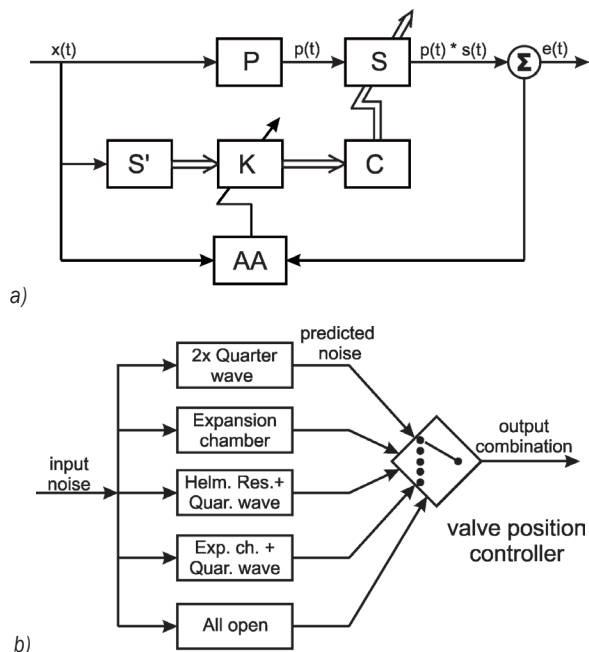 x(t)
P
p(t)
S
p(t) * s(t)
Σ
e(t)
S'
K
C
AA
a)
input
noise
2x Quarter
wave
Expansion
chamber
Helm. Res.+
Quar. wave
Exp. ch. +
Quar. wave
All open
predicted
noise
output
combination
valve position
controller
b)